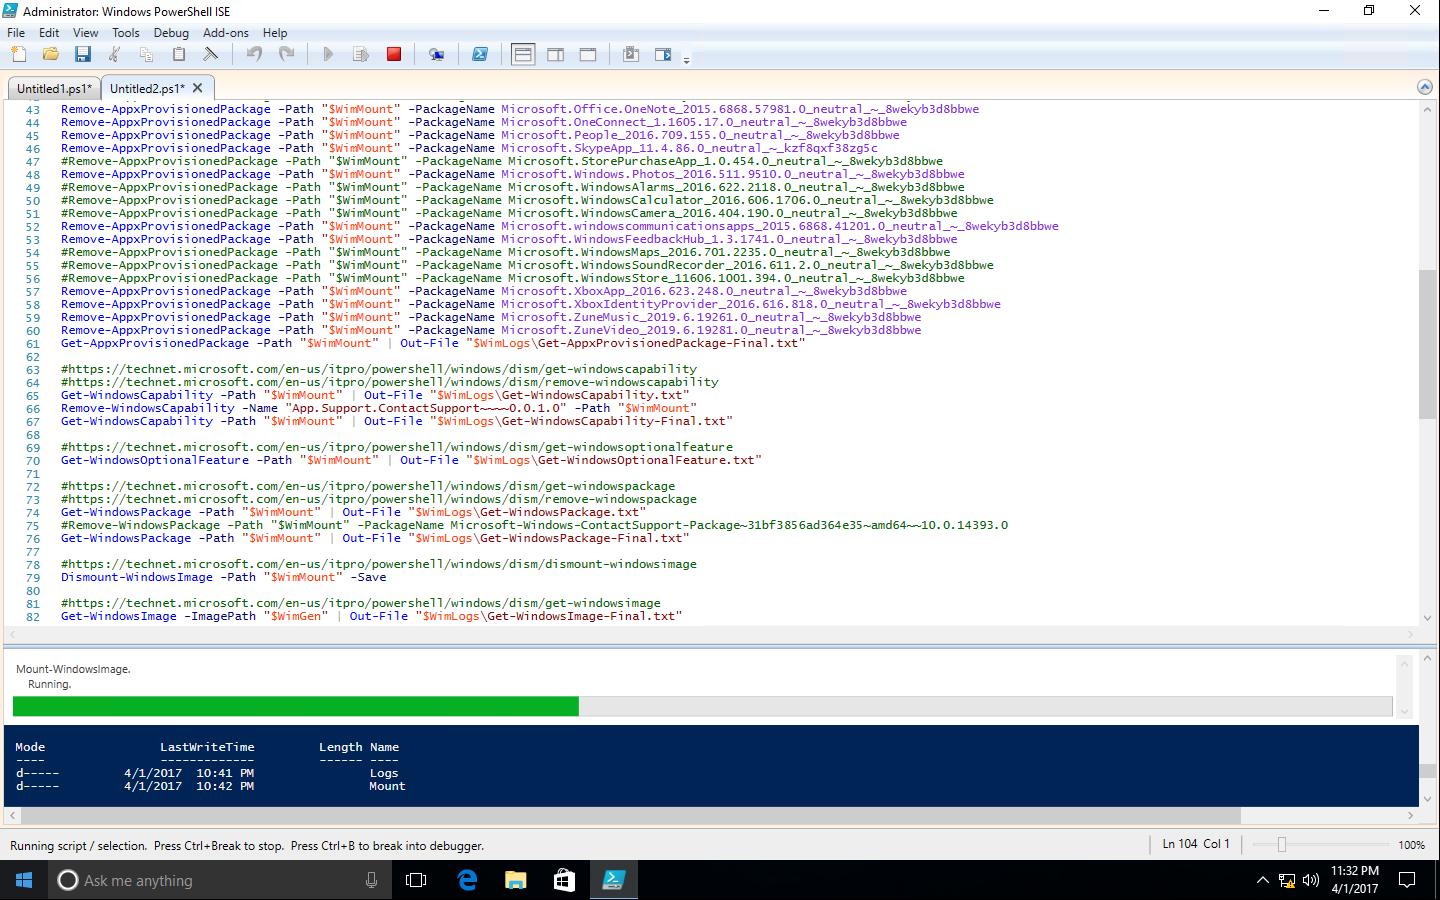 Administrator: Windows PowerShell ISE
File Edit View Tools Debug Add-ons Help
Untitled1.ps1* Untitled2.ps1* X
43 Remove-AppxProvisionedPackage -Path "$WimMount" -PackageName Microsoft.Office.OneNote_2015.6868.57981.0_neutral_~_8wekyb3d8bbwe
44 Remove-AppxProvisionedPackage -Path "$WimMount" -PackageName Microsoft.OneConnect_1.1605.17.0_neutral_~_8wekyb3d8bbwe
45 Remove-AppxProvisionedPackage -Path "$WimMount" -PackageName Microsoft.People_2016.709.155.0_neutral_~_8wekyb3d8bbwe
46 Remove-AppxProvisionedPackage -Path "$WimMount" -PackageName Microsoft.SkypeApp_11.4.86.0_neutral_~_kzf8qxf38zg5c
47 #Remove-AppxProvisionedPackage -Path "$WimMount" -PackageName Microsoft.StorePurchaseApp_1.0.454.0_neutral_~_8wekyb3d8bbwe
48 Remove-AppxProvisionedPackage -Path "$WimMount" -PackageName Microsoft.Windows.Photos_2016.511.9510.0_neutral_~_8wekyb3d8bbwe
49 #Remove-AppxProvisionedPackage -Path "$WimMount" -PackageName Microsoft.WindowsAlarms_2016.622.2118.0_neutral_~_8wekyb3d8bbwe
50 #Remove-AppxProvisionedPackage -Path "$WimMount" -PackageName Microsoft.WindowsCalculator_2016.606.1706.0_neutral_~_8wekyb3d8bbwe
51 #Remove-AppxProvisionedPackage -Path "$WimMount" -PackageName Microsoft.WindowsCamera_2016.404.190.0_neutral_~_8wekyb3d8bbwe
52 Remove-AppxProvisionedPackage -Path "$WimMount" -PackageName Microsoft.windowscommunicationsapps_2015.6868.41201.0_neutral_~_8wekyb3d8bbwe
53 Remove-AppxProvisionedPackage -Path "$WimMount" -PackageName Microsoft.WindowsFeedbackHub_1.3.1741.0_neutral_~_8wekyb3d8bbwe
54 #Remove-AppxProvisionedPackage -Path "$WimMount" -PackageName Microsoft.WindowsMaps_2016.701.2235.0_neutral_~_8wekyb3d8bbwe
55 #Remove-AppxProvisionedPackage -Path "$WimMount" -PackageName Microsoft.WindowsSoundRecorder_2016.611.2.0_neutral_~_8wekyb3d8bbwe
56 #Remove-AppxProvisionedPackage -Path "$WimMount" -PackageName Microsoft.WindowsStore_11606.1001.394.0_neutral_~_8wekyb3d8bbwe
57 Remove-AppxProvisionedPackage -Path "$WimMount" -PackageName Microsoft.XboxApp_2016.623.248.0_neutral_~_8wekyb3d8bbwe
58 Remove-AppxProvisionedPackage -Path "$WimMount" -PackageName Microsoft.XboxIdentityProvider_2016.616.818.0_neutral_~_8wekyb3d8bbwe
59 Remove-AppxProvisionedPackage -Path "$WimMount" -PackageName Microsoft.ZuneMusic_2019.6.19261.0_neutral_~_8wekyb3d8bbwe
60 Remove-AppxProvisionedPackage -Path "$WimMount" -PackageName Microsoft.ZuneVideo_2019.6.19281.0_neutral_~_8wekyb3d8bbwe
61 Get-AppxProvisionedPackage -Path "$WimMount" | Out-File "$WimLogs\Get-AppxProvisionedPackage-Final.txt"
62
63 #https://technet.microsoft.com/en-us/itpro/powershell/windows/dism/get-windowscapability
64 #https://technet.microsoft.com/en-us/itpro/powershell/windows/dism/remove-windowscapability
65 Get-WindowsCapability -Path "$WimMount" | Out-File "$WimLogs\Get-WindowsCapability.txt"
66 Remove-WindowsCapability -Name "App.Support.ContactSupport~~~~0.0.1.0" -Path "$WimMount"
67 Get-WindowsCapability -Path "$WimMount" | Out-File "$WimLogs\Get-WindowsCapability-Final.txt"
68
69 #https://technet.microsoft.com/en-us/itpro/powershell/windows/dism/get-windowsoptionalfeature
70 Get-WindowsOptionalFeature -Path "$WimMount" | Out-File "$WimLogs\Get-WindowsOptionalFeature.txt"
71
72 #https://technet.microsoft.com/en-us/itpro/powershell/windows/dism/get-windowspackage
73 #https://technet.microsoft.com/en-us/itpro/powershell/windows/dism/remove-windowspackage
74 Get-WindowsPackage -Path "$WimMount" | Out-File "$WimLogs\Get-WindowsPackage.txt"
75 #Remove-WindowsPackage -Path "$WimMount" -PackageName Microsoft-Windows-ContactSupport-Package~31bf3856ad364e35~amd64~~10.0.14393.0
76 Get-WindowsPackage -Path "$WimMount" | Out-File "$WimLogs\Get-WindowsPackage-Final.txt"
77
78 #https://technet.microsoft.com/en-us/itpro/powershell/windows/dism/dismount-windowsimage
79 Dismount-WindowsImage -Path "$WimMount" -Save
80
81 #https://technet.microsoft.com/en-us/itpro/powershell/windows/dism/get-windowsimage
82 Get-WindowsImage -ImagePath "$WimGen" | Out-File "$WimLogs\Get-WindowsImage-Final.txt"
Mount-WindowsImage.
Running.
Mode LastWriteTime Length Name
---- ------------- ------ ----
d----- 4/1/2017 10:41 PM Logs
d----- 4/1/2017 10:42 PM Mount
Running script / selection. Press Ctrl+Break to stop. Press Ctrl+B to break into debugger. Ln 104 Col 1 100%
Ask me anything
11:32 PM
4/1/2017